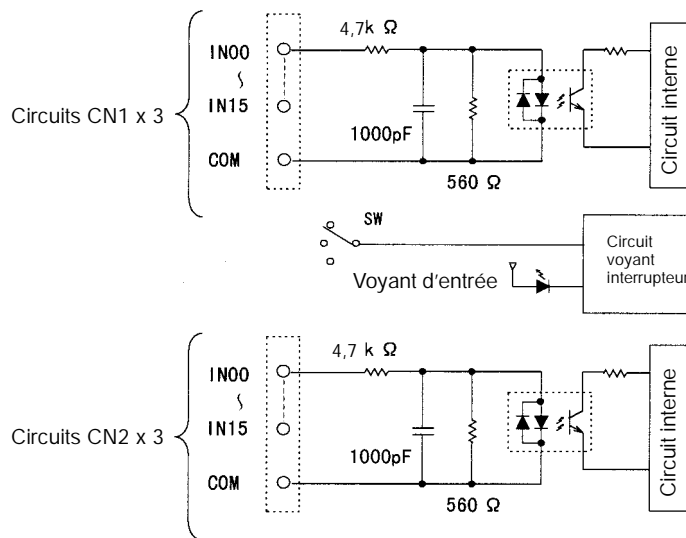 4,7k Ω
IN00
IN15
Circuits CN1 x 3
1000pF
COM
560 Ω
Circuit interne
SW
Circuit
voyant
interrupteur
Voyant d'entrée
4,7 k Ω
IN00
IN15
Circuits CN2 x 3
1000pF
COM
560 Ω
Circuit interne